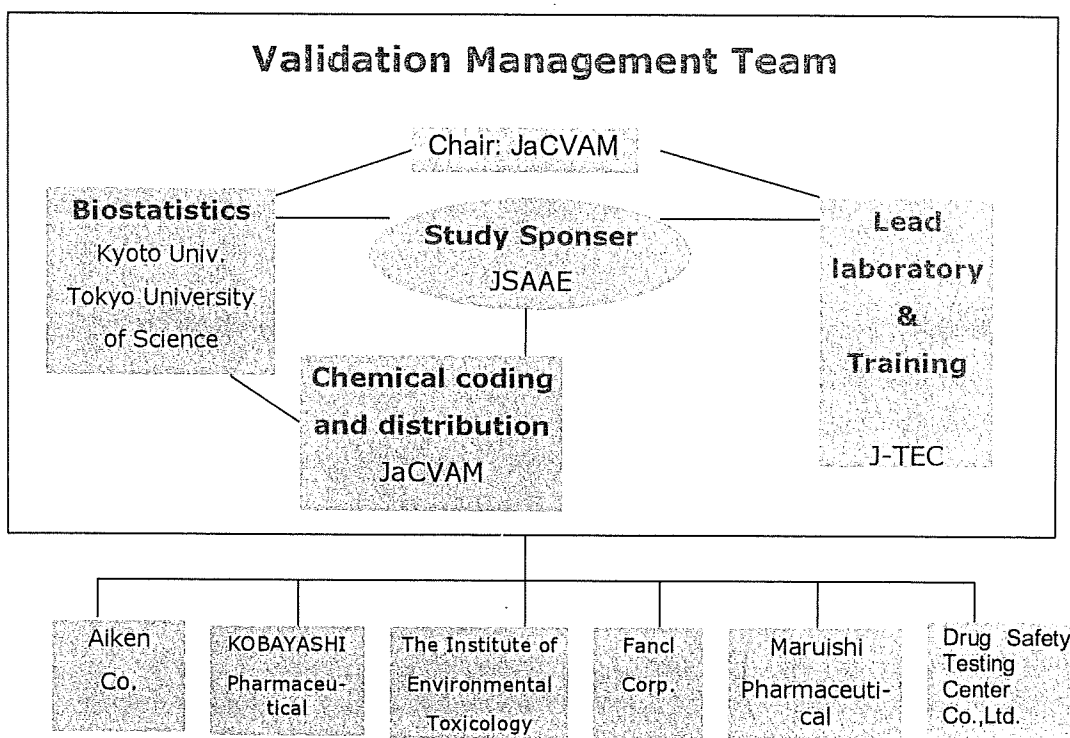 Validation Management Team
Chair: JaCVAM
Biostatistics
Kyoto Univ.
Tokyo University
of Science
Study Sponser
JSAAE
Lead
laboratory
&
Training
J-TEC
Chemical coding
and distribution
JaCVAM
Aiken
Co.
KOBAYASHI
Pharmaceu-
tical
The Institute of
Environmental
Toxicology
Fancl
Corp.
Maruishi
Pharmaceuti-
cal
Drug Safety
Testing
Center
Co.,Ltd.